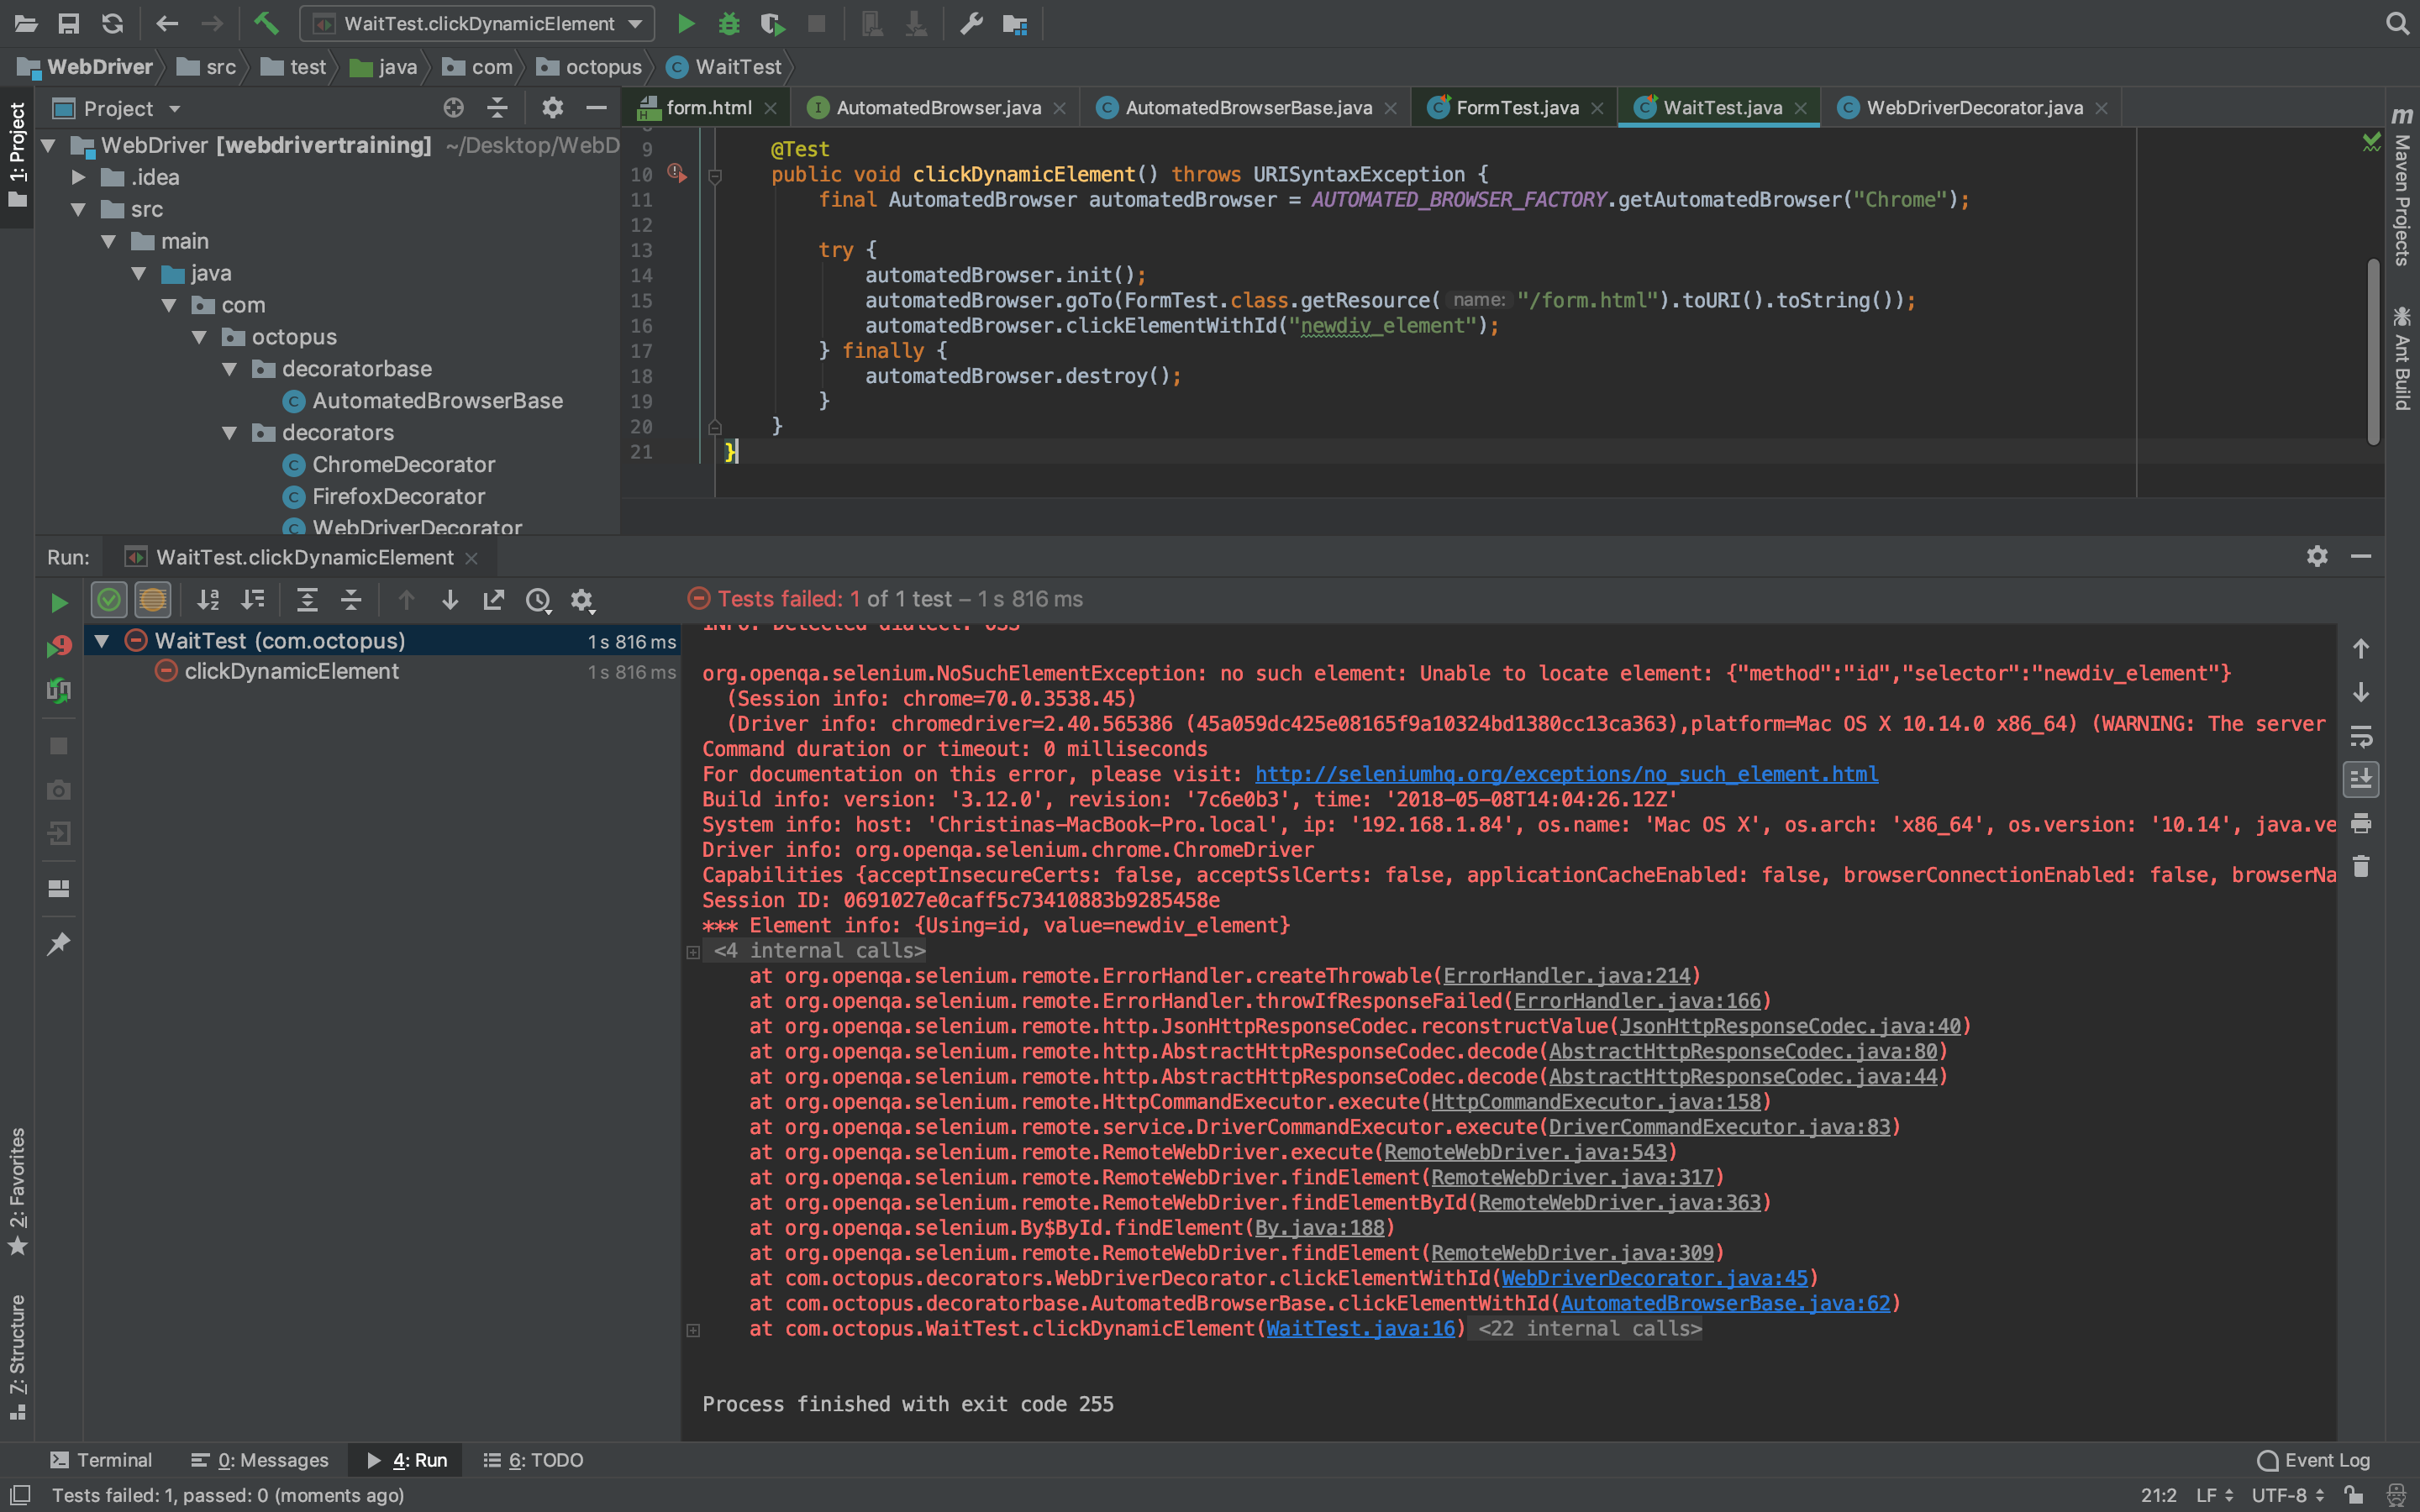 WaitTest.clickDynamicElement
WebDriver src test java com octopus WaitTest
1: Project
Project
form.html AutomatedBrowser.java AutomatedBrowserBase.java FormTest.java WaitTest.java WebDriverDecorator.java
WebDriver [webdrivertraining] ~/Desktop/WebD
.idea
src
main
java
com
octopus
decoratorbase
AutomatedBrowserBase
decorators
ChromeDecorator
FirefoxDecorator
WebDriverDecorator
9 @Test
10 public void clickDynamicElement() throws URISyntaxException {
11 final AutomatedBrowser automatedBrowser = AUTOMATED_BROWSER_FACTORY.getAutomatedBrowser("Chrome");
12
13 try {
14 automatedBrowser.init();
15 automatedBrowser.goTo(FormTest.class.getResource( name: "/form.html").toURI().toString());
16 automatedBrowser.clickElementWithId("newdiv_element");
17 } finally {
18 automatedBrowser.destroy();
19 }
20 }
21 }
Maven Projects
Ant Build
Run: WaitTest.clickDynamicElement
Tests failed: 1 of 1 test – 1 s 816 ms
WaitTest (com.octopus) 1 s 816 ms
clickDynamicElement 1 s 816 ms
INFO: Detected dialect: OSS
org.openqa.selenium.NoSuchElementException: no such element: Unable to locate element: {"method":"id","selector":"newdiv_element"}
(Session info: chrome=70.0.3538.45)
(Driver info: chromedriver=2.40.565386 (45a059dc425e08165f9a10324bd1380cc13ca363),platform=Mac OS X 10.14.0 x86_64) (WARNING: The server
Command duration or timeout: 0 milliseconds
For documentation on this error, please visit: http://seleniumhq.org/exceptions/no_such_element.html
Build info: version: '3.12.0', revision: '7c6e0b3', time: '2018-05-08T14:04:26.12Z'
System info: host: 'Christinas-MacBook-Pro.local', ip: '192.168.1.84', os.name: 'Mac OS X', os.arch: 'x86_64', os.version: '10.14', java.ve
Driver info: org.openqa.selenium.chrome.ChromeDriver
Capabilities {acceptInsecureCerts: false, acceptSslCerts: false, applicationCacheEnabled: false, browserConnectionEnabled: false, browserNa
Session ID: 0691027e0caff5c73410883b9285458e
*** Element info: {Using=id, value=newdiv_element}
<4 internal calls>
at org.openqa.selenium.remote.ErrorHandler.createThrowable(ErrorHandler.java:214)
at org.openqa.selenium.remote.ErrorHandler.throwIfResponseFailed(ErrorHandler.java:166)
at org.openqa.selenium.remote.http.JsonHttpResponseCodec.reconstructValue(JsonHttpResponseCodec.java:40)
at org.openqa.selenium.remote.http.AbstractHttpResponseCodec.decode(AbstractHttpResponseCodec.java:80)
at org.openqa.selenium.remote.http.AbstractHttpResponseCodec.decode(AbstractHttpResponseCodec.java:44)
at org.openqa.selenium.remote.HttpCommandExecutor.execute(HttpCommandExecutor.java:158)
at org.openqa.selenium.remote.service.DriverCommandExecutor.execute(DriverCommandExecutor.java:83)
at org.openqa.selenium.remote.RemoteWebDriver.execute(RemoteWebDriver.java:543)
at org.openqa.selenium.remote.RemoteWebDriver.findElement(RemoteWebDriver.java:317)
at org.openqa.selenium.remote.RemoteWebDriver.findElementById(RemoteWebDriver.java:363)
at org.openqa.selenium.By$ById.findElement(By.java:188)
at org.openqa.selenium.remote.RemoteWebDriver.findElement(RemoteWebDriver.java:309)
at com.octopus.decorators.WebDriverDecorator.clickElementWithId(WebDriverDecorator.java:45)
at com.octopus.decoratorbase.AutomatedBrowserBase.clickElementWithId(AutomatedBrowserBase.java:62)
at com.octopus.WaitTest.clickDynamicElement(WaitTest.java:16) <22 internal calls>
Process finished with exit code 255
2: Favorites
7: Structure
Terminal 0: Messages 4: Run 6: TODO Event Log
Tests failed: 1, passed: 0 (moments ago) 21:2 LF UTF-8